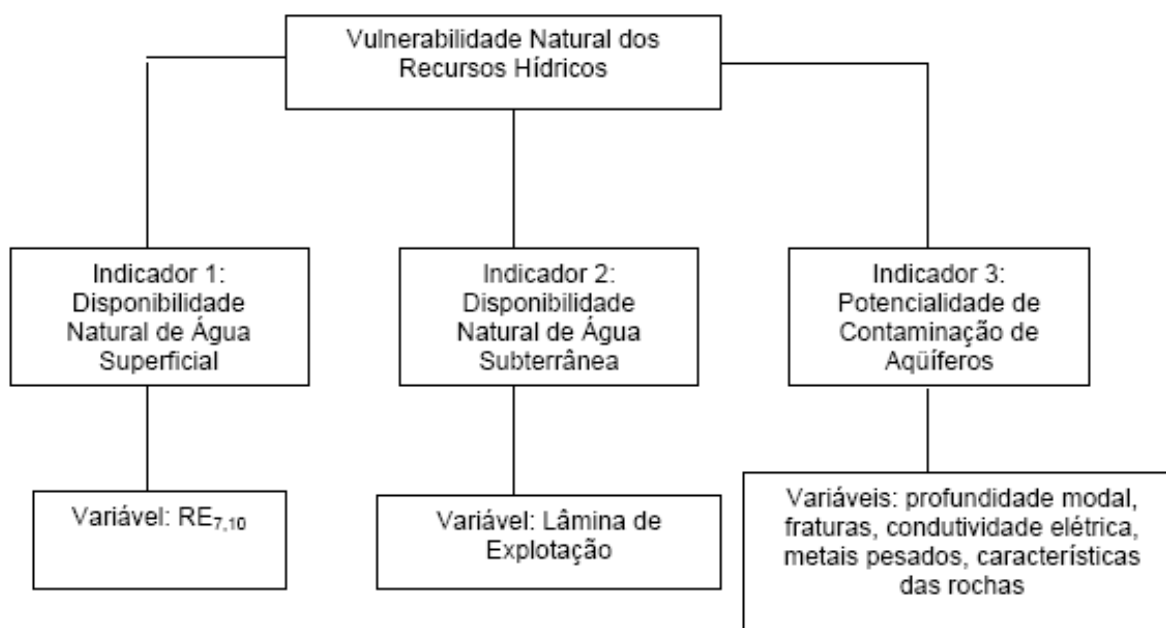 Vulnerabilidade Natural dos
Recursos Hídricos
Indicador 1:
Disponibilidade
Natural de Água
Superficial
Indicador 2:
Disponibilidade
Natural de Água
Subterrânea
Indicador 3:
Potencialidade de
Contaminação de
Aqüíferos
Variável: RE7,10
Variável: Lâmina de
Explotação
Variáveis: profundidade modal,
fraturas, condutividade elétrica,
metais pesados, características
das rochas